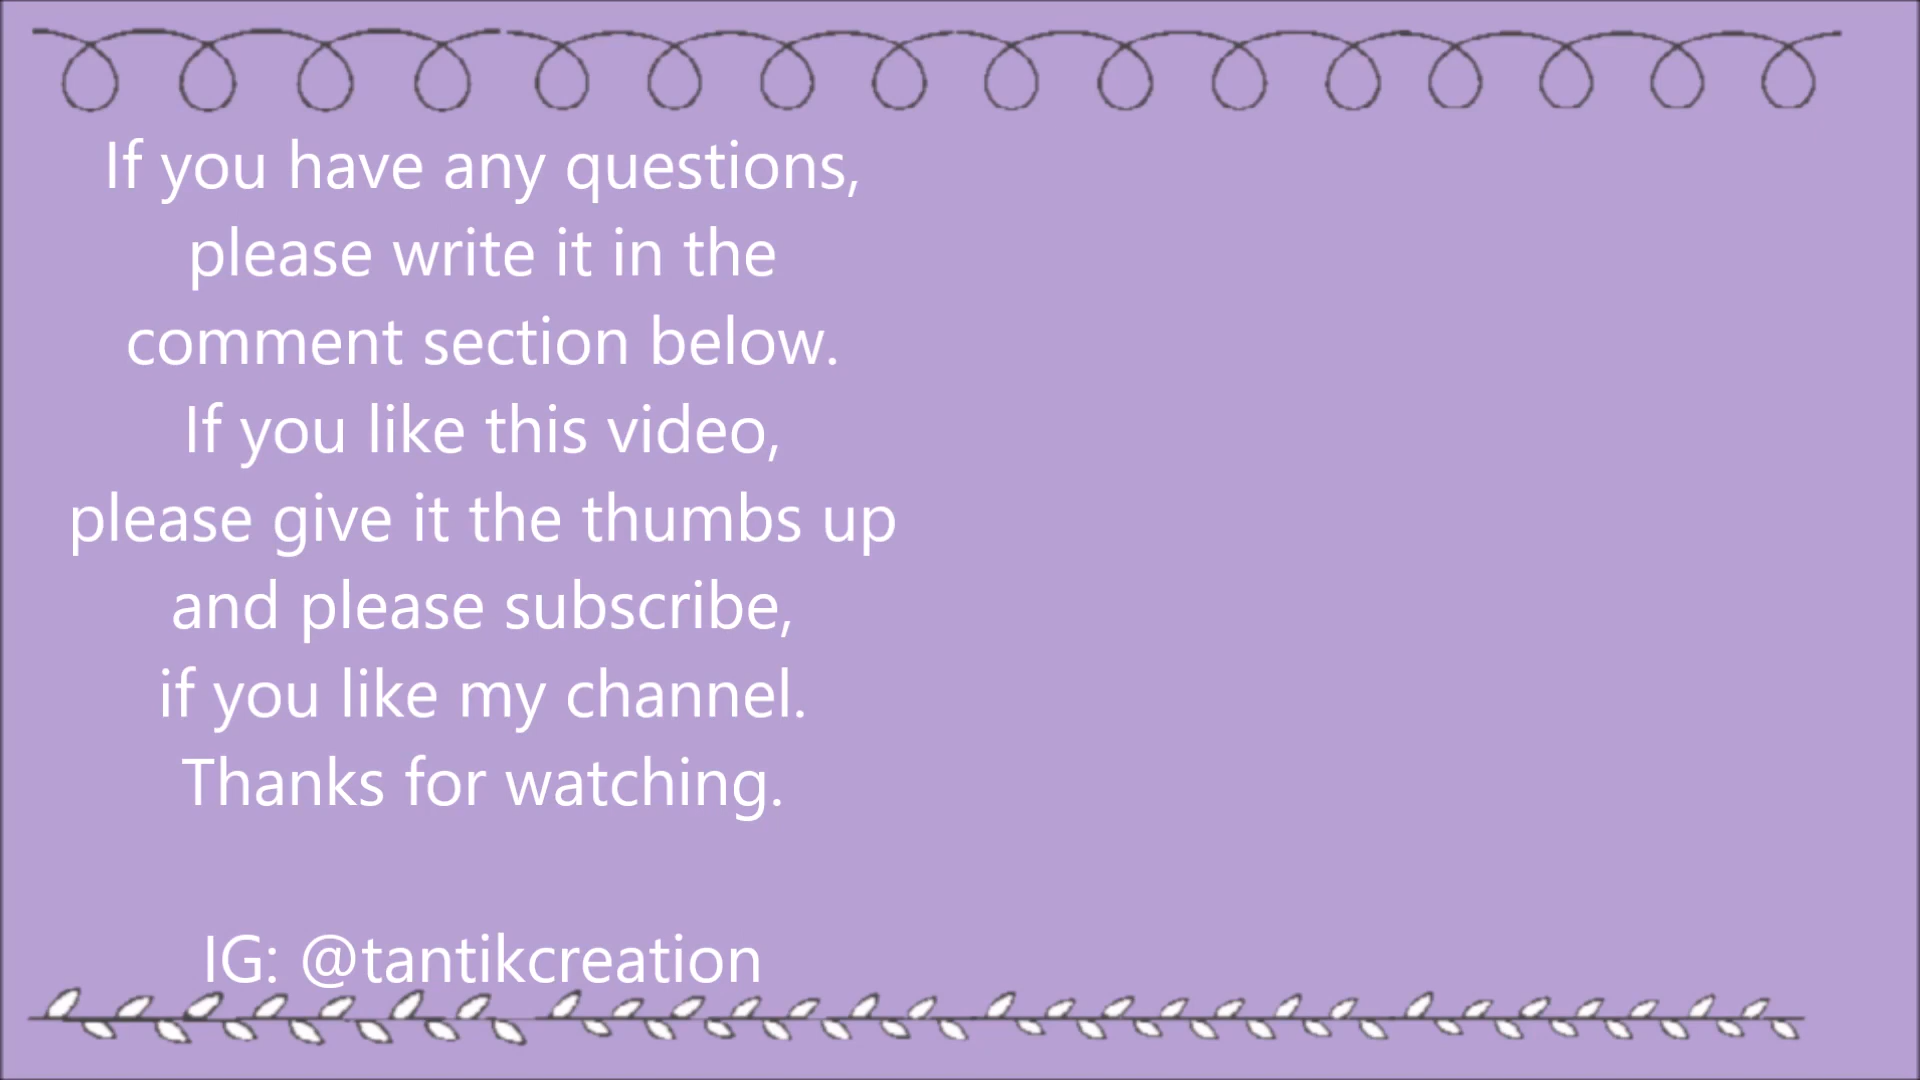 If you have any questions,
please write it in the
comment section below.
If you like this video,
please give it the thumbs up
and please subscribe,
if you like my channel.
Thanks for watching.
IG: @tantikcreation